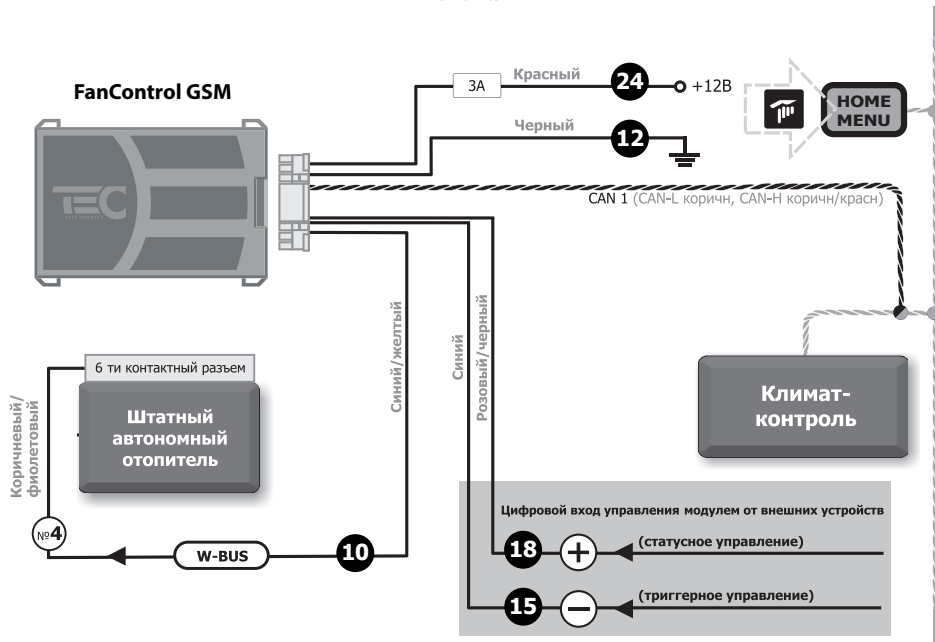 FanControl GSM
3A
Красный
24
+12В
HOME
MENU
Черный
12
TEC
CAN 1 (CAN-L коричн, CAN-H коричн/красн)
Синий/желтый
Синий
Розовый/черный
6 ти контактный разъем
Штатный
автономный
отопитель
Коричневый/
фиолетовый
Климат-
контроль
Цифровой вход управления модулем от внешних устройств
№4
W-BUS
10
18
+
(статусное управление)
15
−
(триггерное управление)